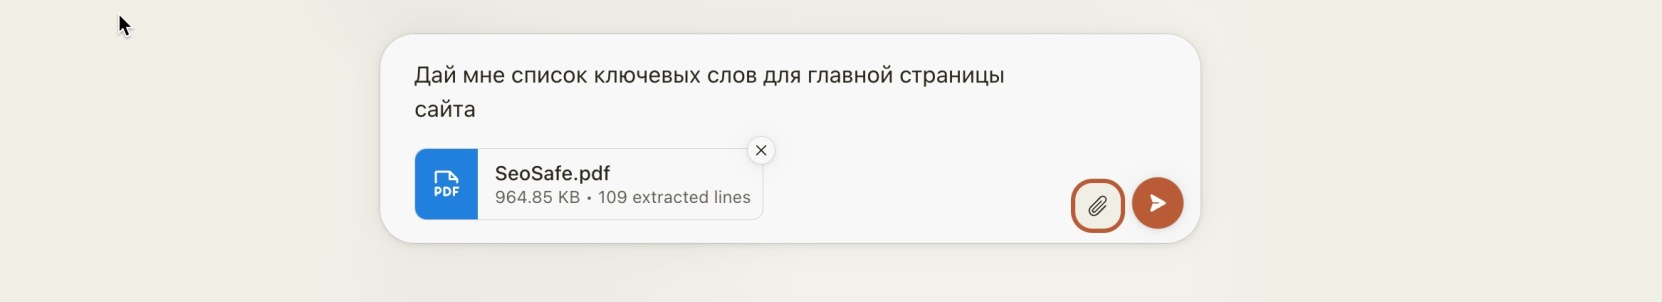 Дай мне список ключевых слов для главной страницы
сайта
PDF
SeoSafe.pdf
964.85 KB • 109 extracted lines